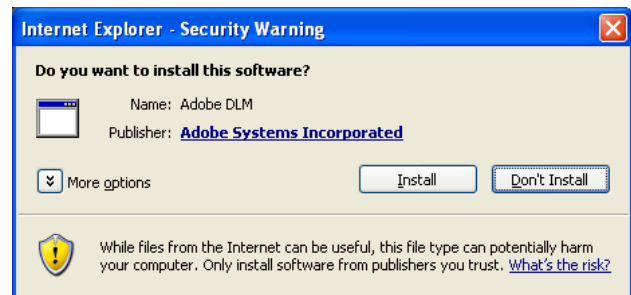 Internet Explorer - Security Warning
Do you want to install this software?
Name: Adobe DLM
Publisher: Adobe Systems Incorporated
More options
Install
Don't Install
While files from the Internet can be useful, this file type can potentially harm
your computer. Only install software from publishers you trust. What's the risk?